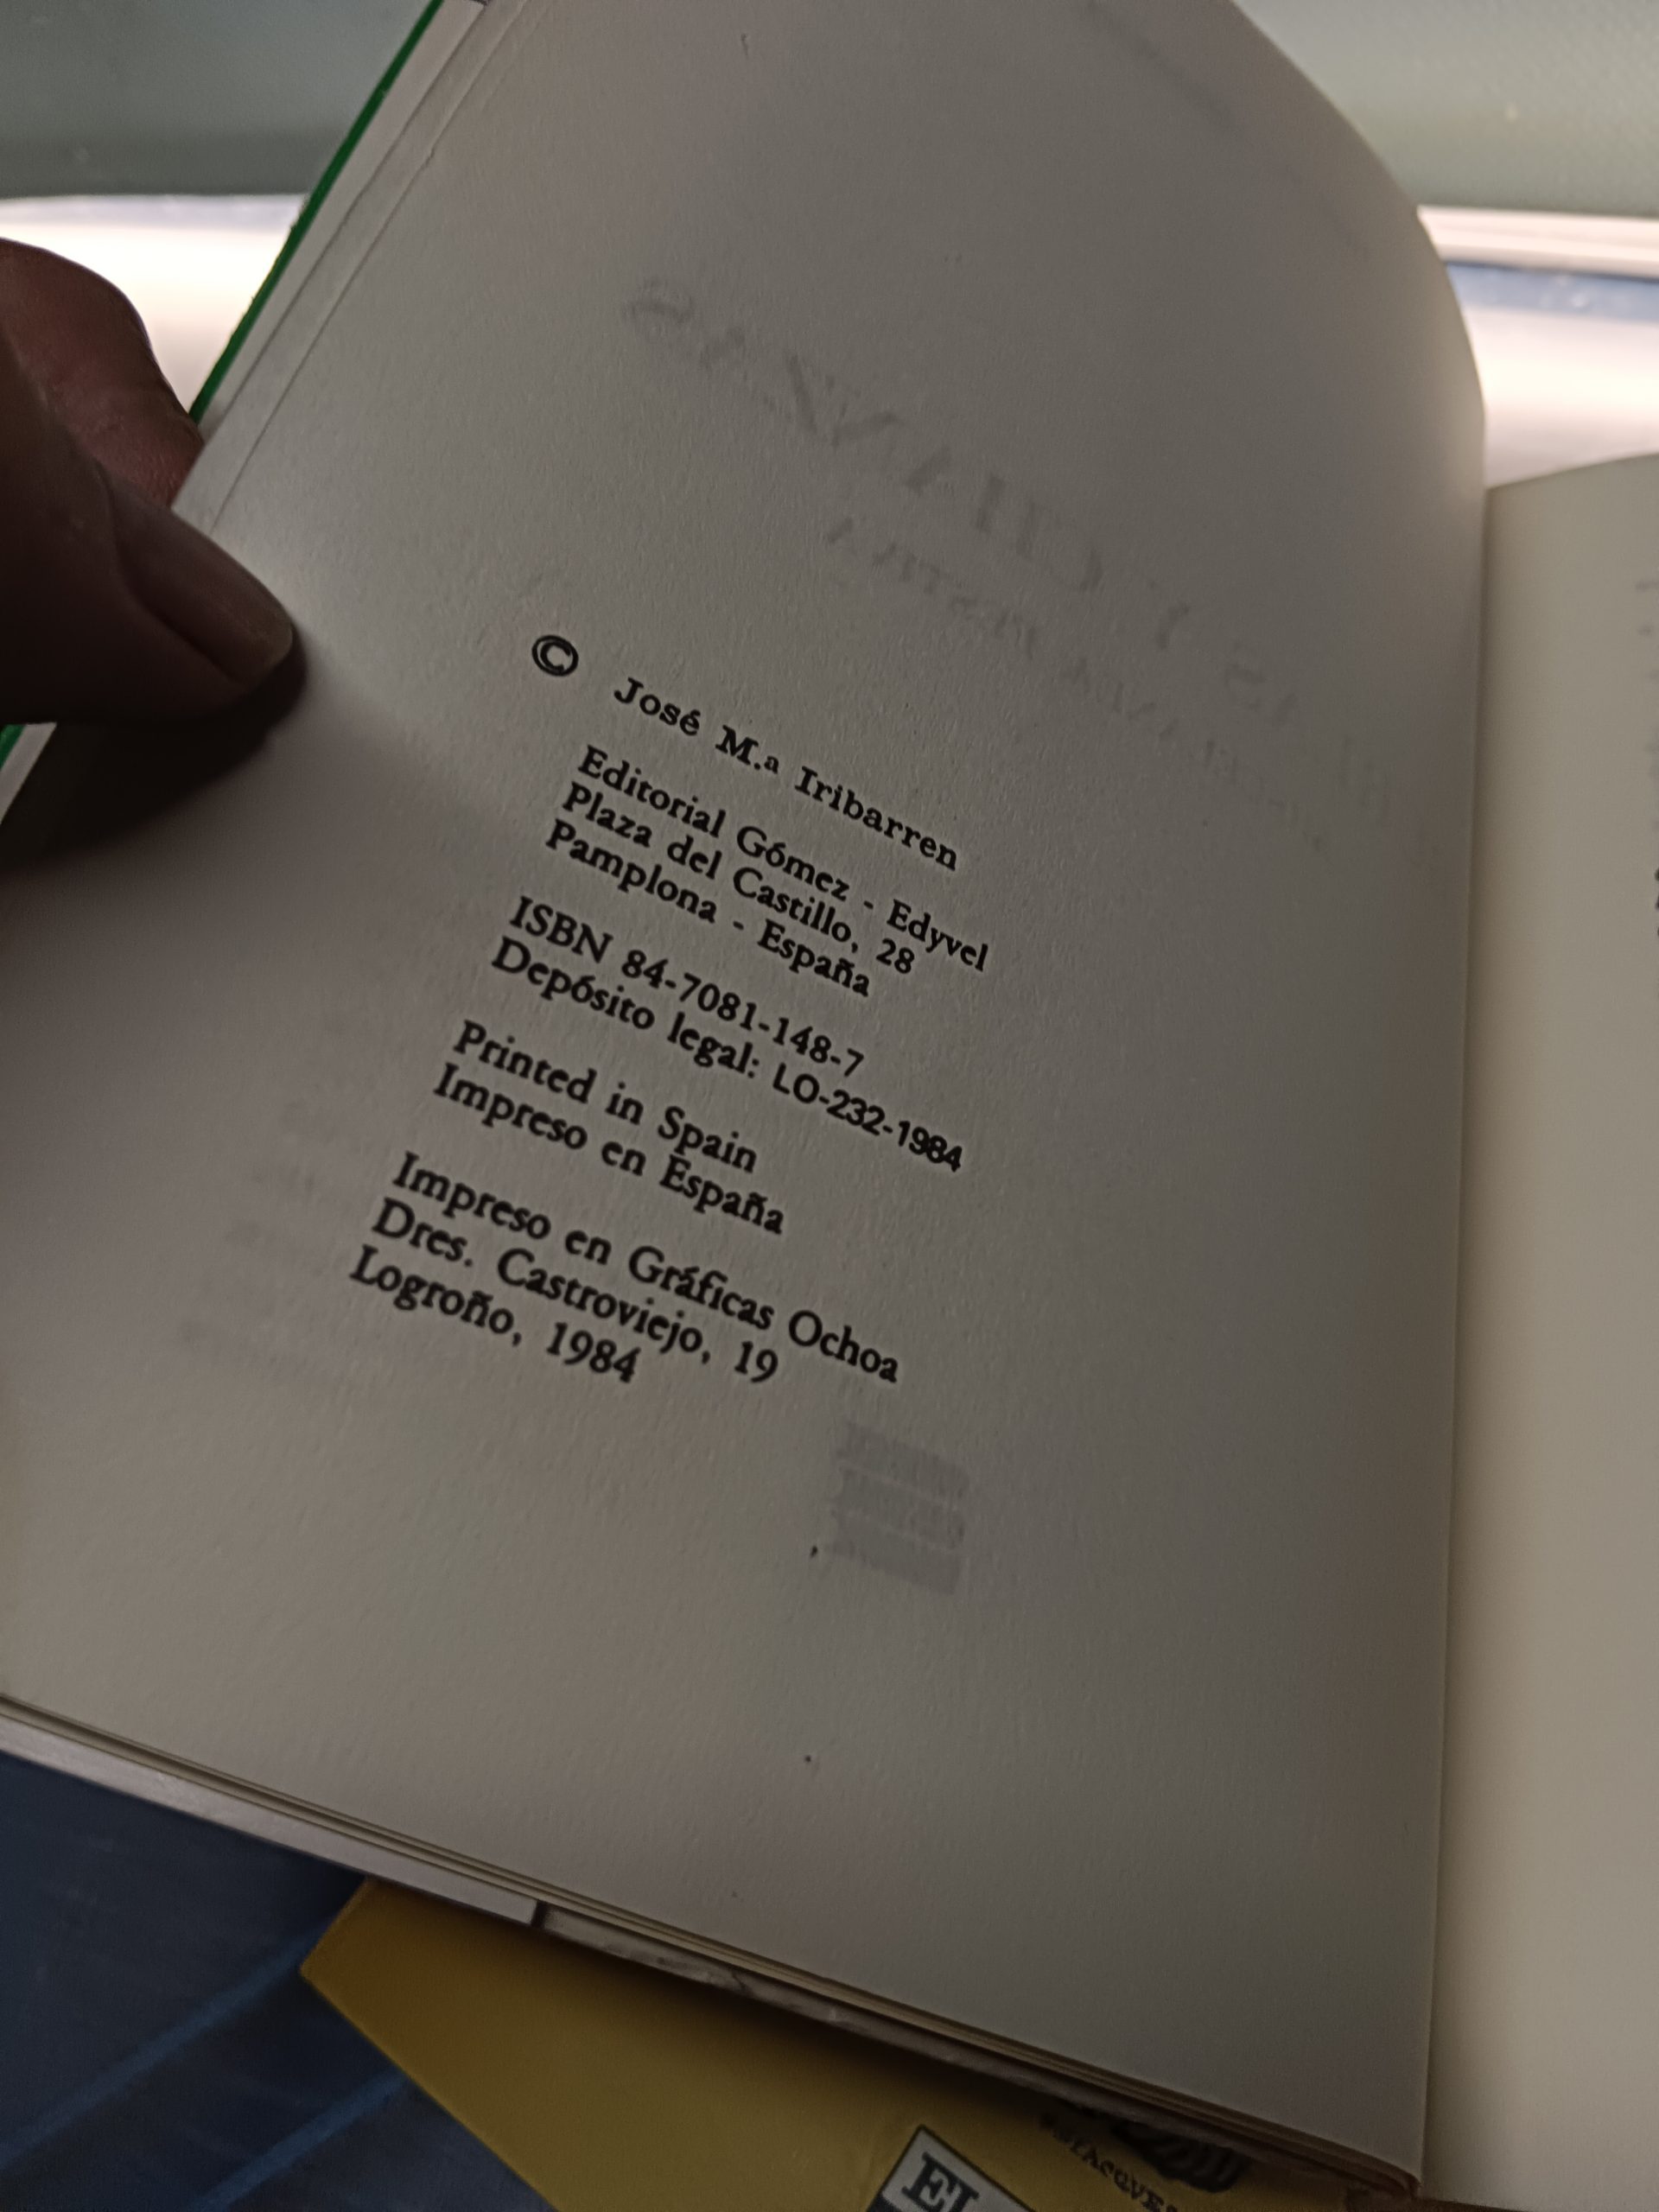 © José M.ª Iribarren
Editorial Gómez - Edyvel
Plaza del Castillo, 28
Pamplona - España
ISBN 84-7081-148-7
Depósito legal: LO-232-1984
Printed in Spain
Impreso en España
Impreso en Gráficas Ochoa
Dres. Castroviejo, 19
Logroño, 1984
EL